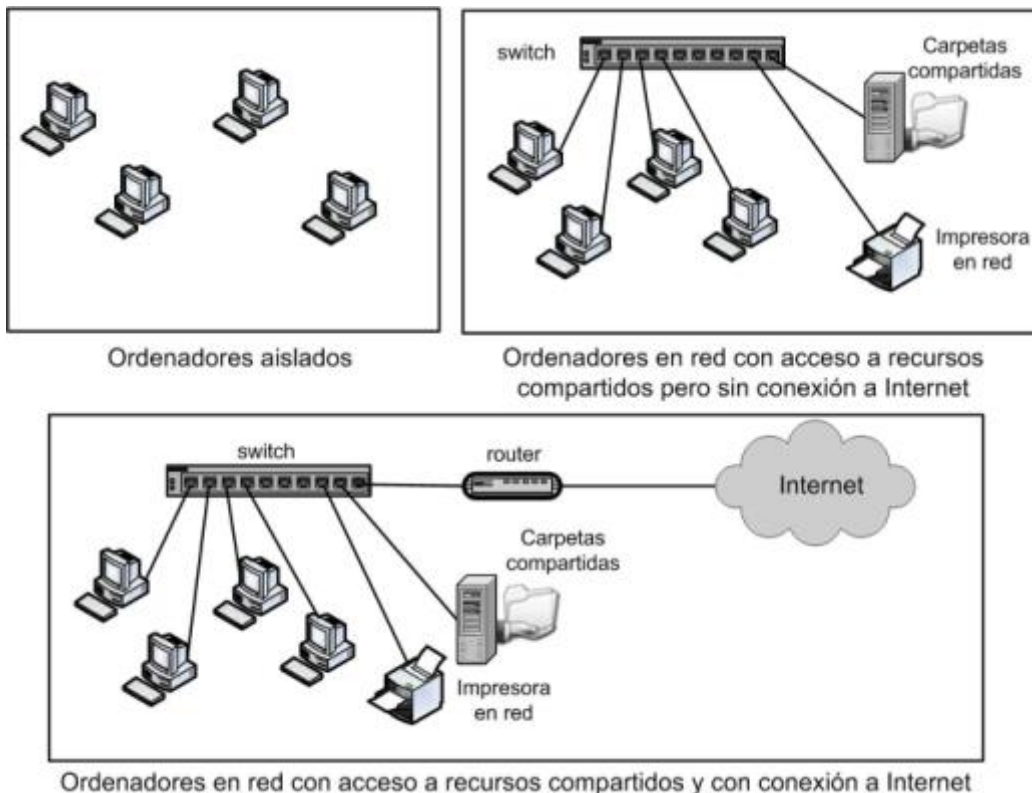 Ordenadores aislados
switch
Carpetas
compartidas
Impresora
en red
Ordenadores en red con acceso a recursos
compartidos pero sin conexión a Internet
switch
router
Internet
Carpetas
compartidas
Impresora
en red
Ordenadores en red con acceso a recursos compartidos y con conexión a Internet